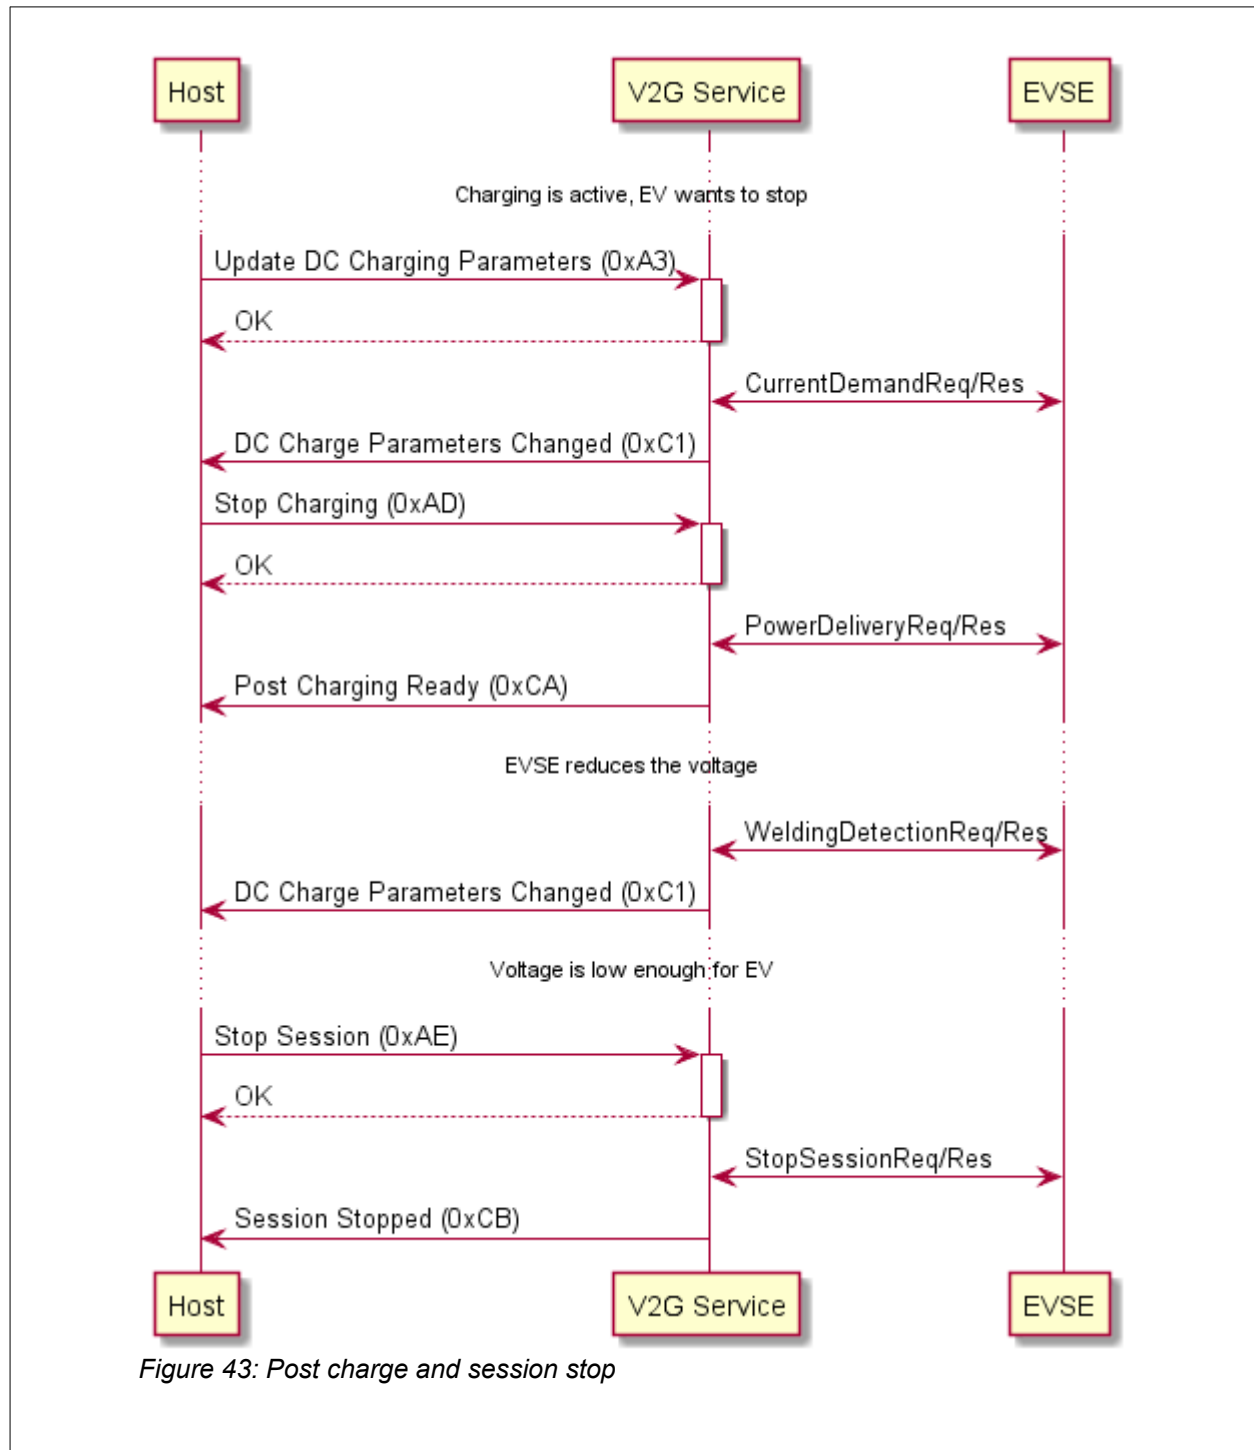 Host
V2G Service
EVSE
Charging is active, EV wants to stop
Update DC Charging Parameters (0xA3)
OK
CurrentDemandReq/Res
DC Charge Parameters Changed (0xC1)
Stop Charging (0xAD)
OK
PowerDeliveryReq/Res
Post Charging Ready (0xCA)
EVSE reduces the voltage
WeldingDetectionReq/Res
DC Charge Parameters Changed (0xC1)
Voltage is low enough for EV
Stop Session (0xAE)
OK
StopSessionReq/Res
Session Stopped (0xCB)
Host
V2G Service
EVSE
Figure 43: Post charge and session stop